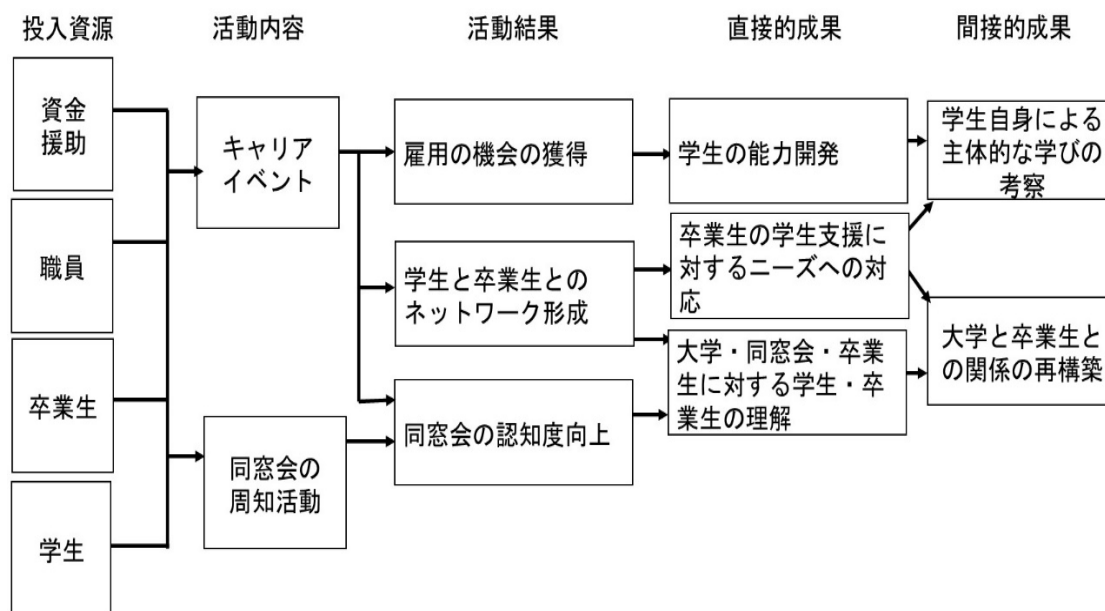 投入資源
活動内容
活動結果
直接的成果
間接的成果
資金
援助
職員
卒業生
学生
キャリア
イベント
同窓会の
周知活動
雇用の機会の獲得
学生と卒業生との
ネットワーク形成
同窓会の認知度向上
学生の能力開発
卒業生の学生支援に
対するニーズへの対
応
大学・同窓会・卒業
生に対する学生・卒
業生の理解
学生自身による
主体的な学びの
考察
大学と卒業生と
の関係の再構築